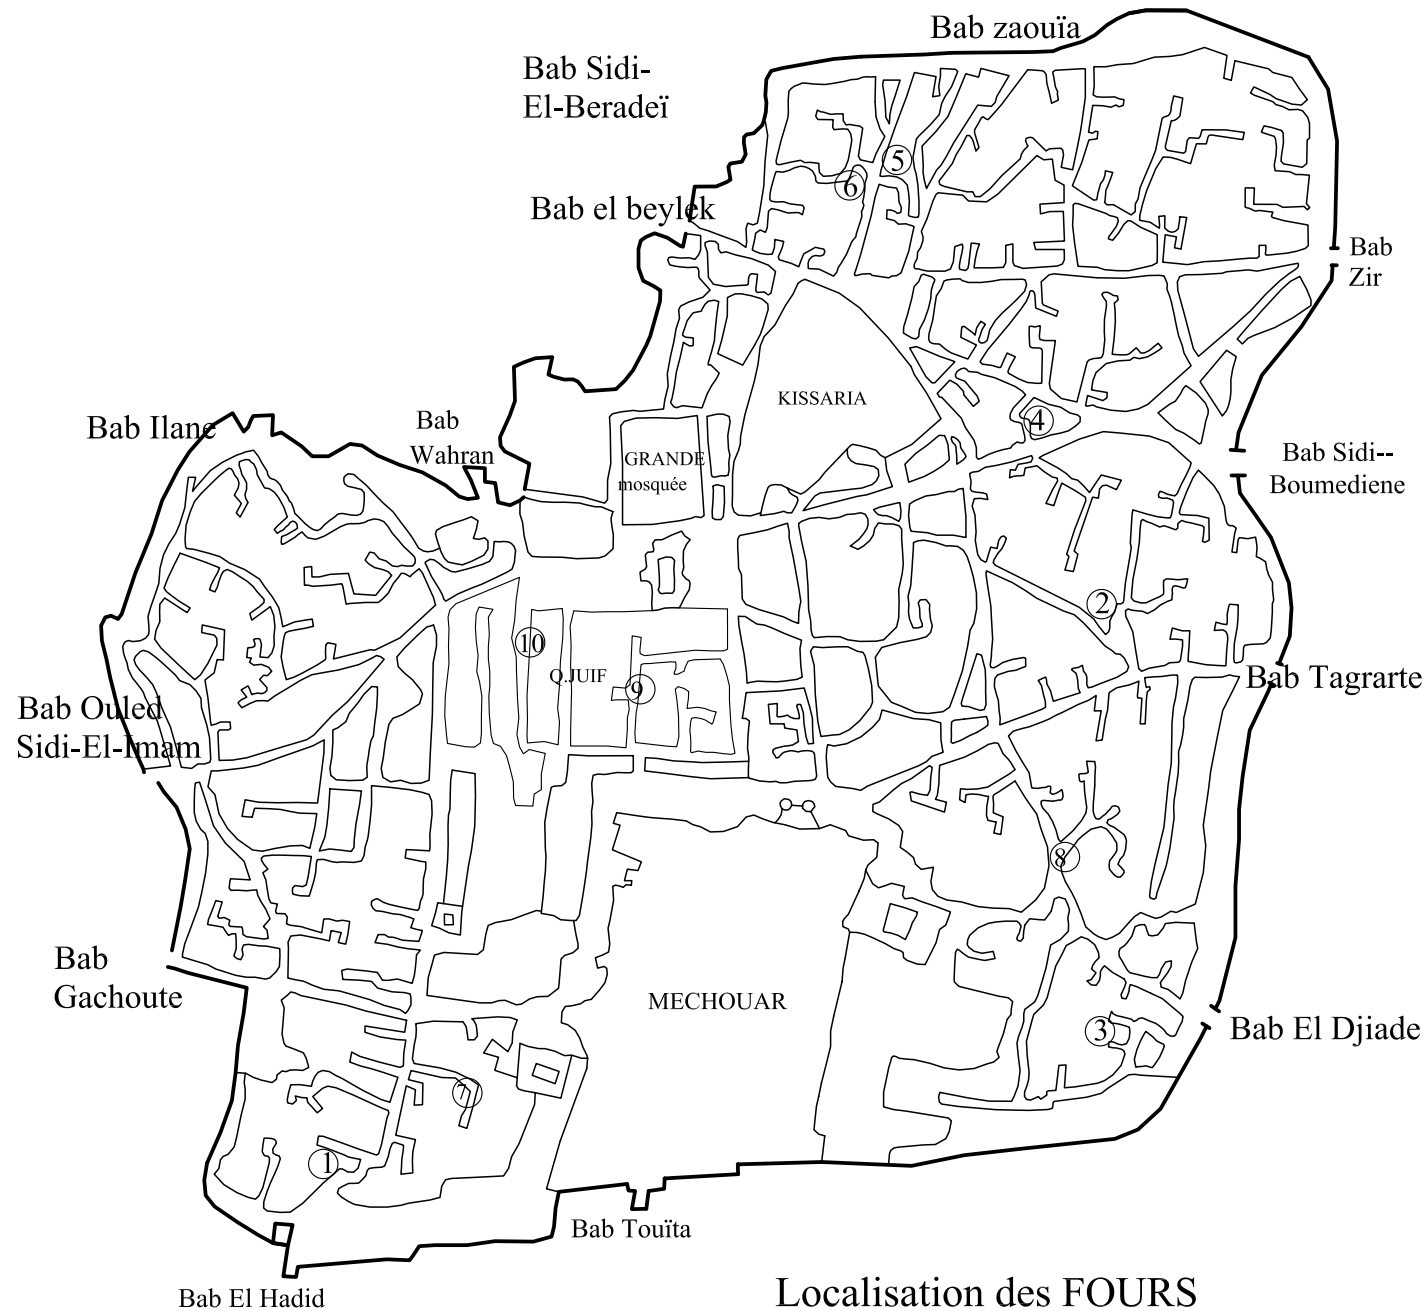 Bab zaouïa
Bab Sidi-
El-Beradeï
5
6
Bab el beylek
Bab
Zir
KISSARIA
4
Bab Ilane
Bab
Wahran
GRANDE
mosquée
Bab Sidi--
Boumediene
2
10
Q.JUIF
9
Bab Tagrarte
Bab Ouled
Sidi-El-Imam
8
Bab
Gachoute
MECHOUAR
3
Bab El Djiade
7
1
Bab Touïta
Bab El Hadid
Localisation des FOURS